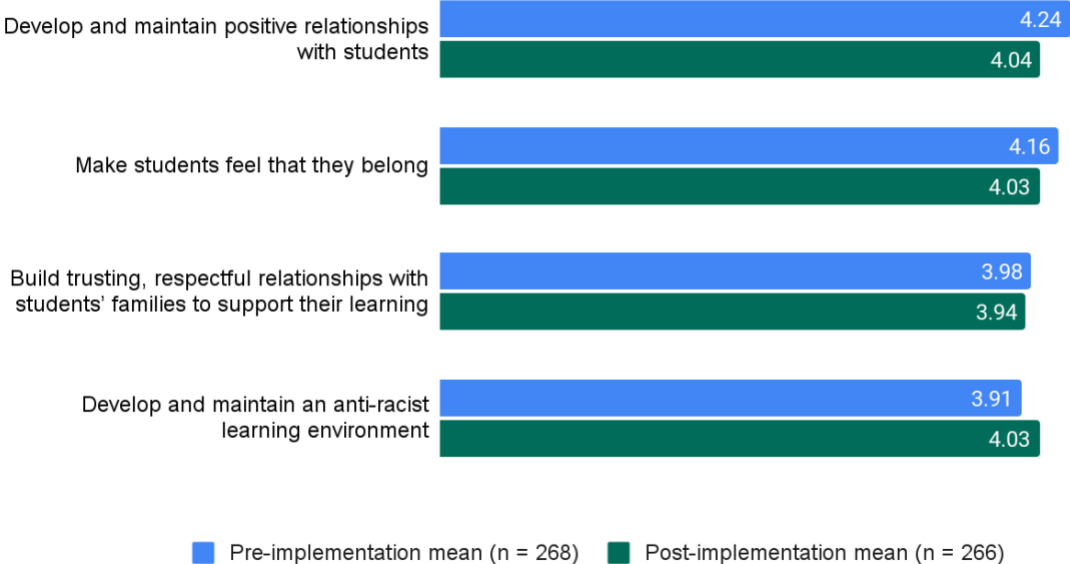 Develop and maintain positive relationships
with students
4.24
4.04
Make students feel that they belong
4.16
4.03
Build trusting, respectful relationships with
students’ families to support their learning
3.98
3.94
Develop and maintain an anti-racist
learning environment
3.91
4.03
Pre-implementation mean (n = 268)
Post-implementation mean (n = 266)